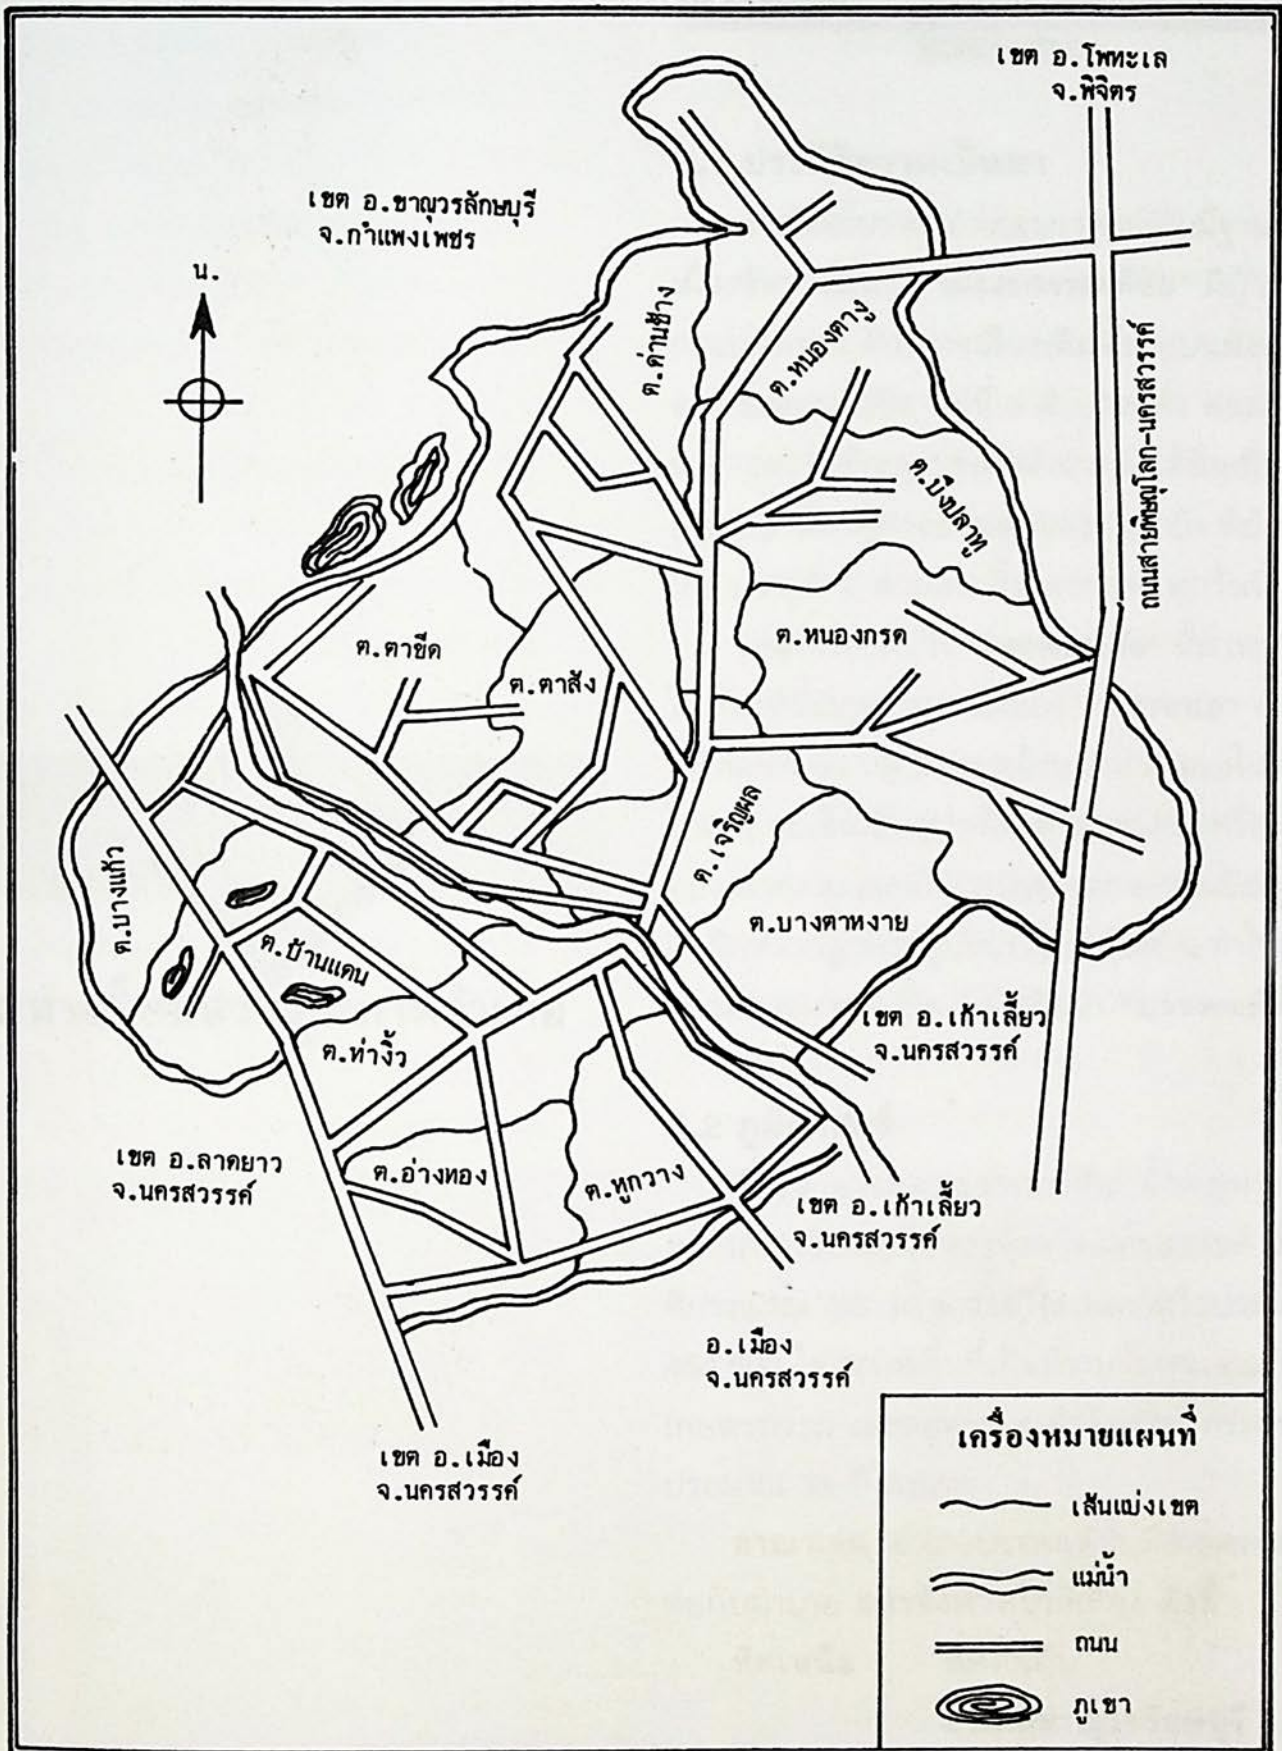 เขต อ.โพทะเล
จ.พิจิตร
เขต อ.ขาณุวรลักษบุรี
จ.กำแพงเพชร
น.
ต.ด่านช้าง
ต.หนองตางู
ถนนสายพิษณุโลก-นครสวรรค์
ต.บึงปลาทู
ต.หนองกรด
ต.ตาขีด
ต.ตาสัง
ต.เจริญผล
ต.บางแก้ว
ต.บางตาหงาย
ต.บ้านแดน
ต.ท่างิ้ว
เขต อ.เก้าเลี้ยว
จ.นครสวรรค์
เขต อ.ลาดยาว
จ.นครสวรรค์
ต.อ่างทอง
ต.หูกวาง
เขต อ.เก้าเลี้ยว
จ.นครสวรรค์
อ.เมือง
จ.นครสวรรค์
เขต อ.เมือง
จ.นครสวรรค์
เครื่องหมายแผนที่
เส้นแบ่งเขต
แม่น้ำ
ถนน
ภูเขา